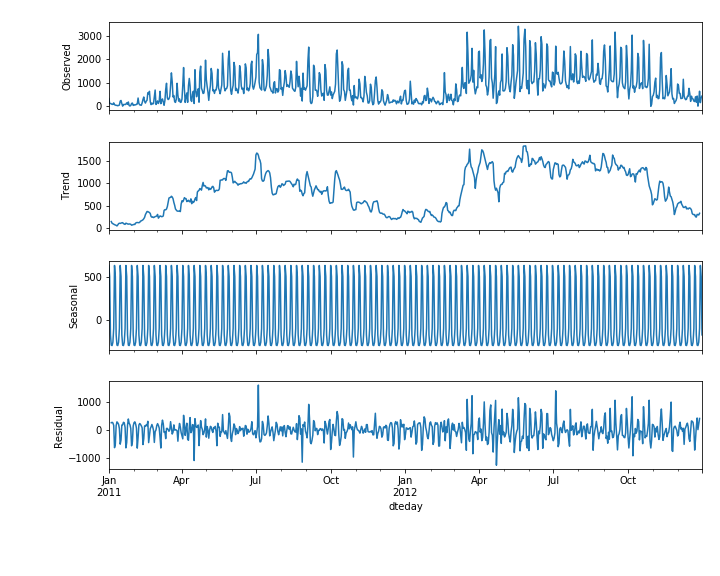 3000
2000
1000
0
Observed
1500
1000
500
0
Trend
500
0
Seasonal
1000
0
−1000
Residual
Jan
2011
Apr
Jul
Oct
Jan
2012
Apr
Jul
Oct
dteday